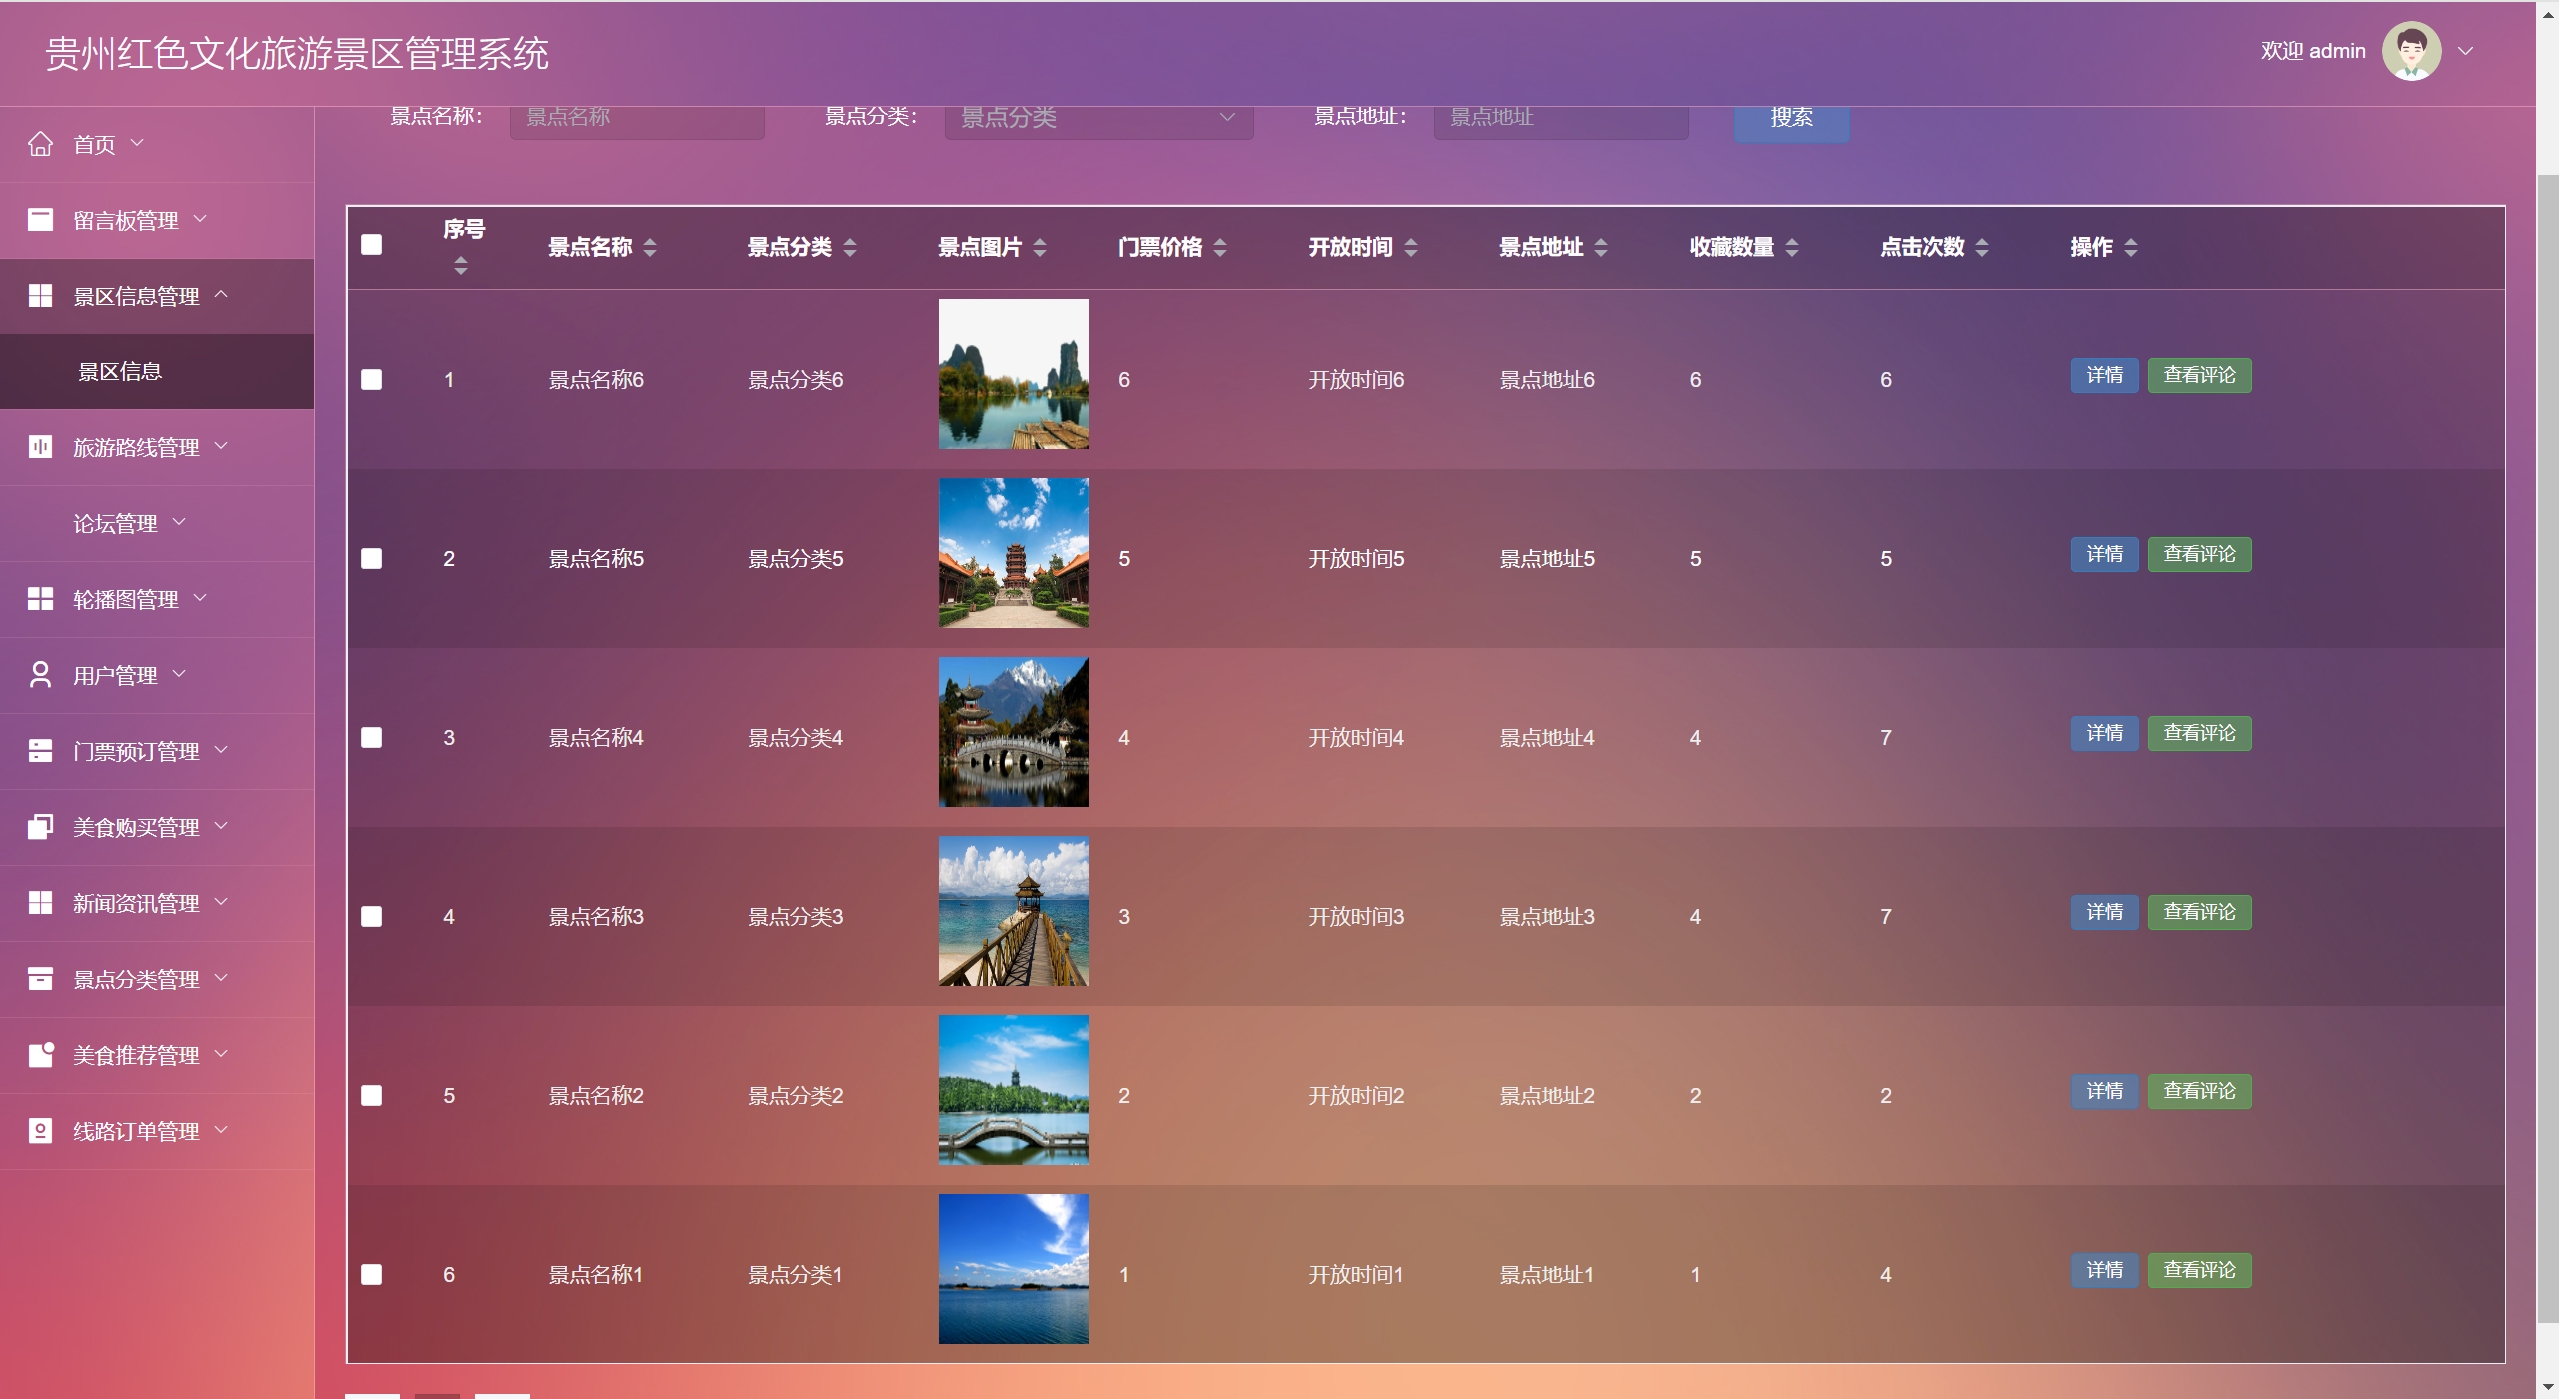 贵州红色文化旅游景区管理系统
欢迎 admin
首页
留言板管理
景区信息管理
景区信息
旅游路线管理
论坛管理
轮播图管理
用户管理
门票预订管理
美食购买管理
新闻资讯管理
景点分类管理
美食推荐管理
线路订单管理
景点名称： 景点名称 景点分类： 景点分类 景点地址： 景点地址 搜索
序号 景点名称 景点分类 景点图片 门票价格 开放时间 景点地址 收藏数量 点击次数 操作
1 景点名称6 景点分类6 6 开放时间6 景点地址6 6 6 详情 查看评论
2 景点名称5 景点分类5 5 开放时间5 景点地址5 5 5 详情 查看评论
3 景点名称4 景点分类4 4 开放时间4 景点地址4 4 7 详情 查看评论
4 景点名称3 景点分类3 3 开放时间3 景点地址3 4 7 详情 查看评论
5 景点名称2 景点分类2 2 开放时间2 景点地址2 2 2 详情 查看评论
6 景点名称1 景点分类1 1 开放时间1 景点地址1 1 4 详情 查看评论